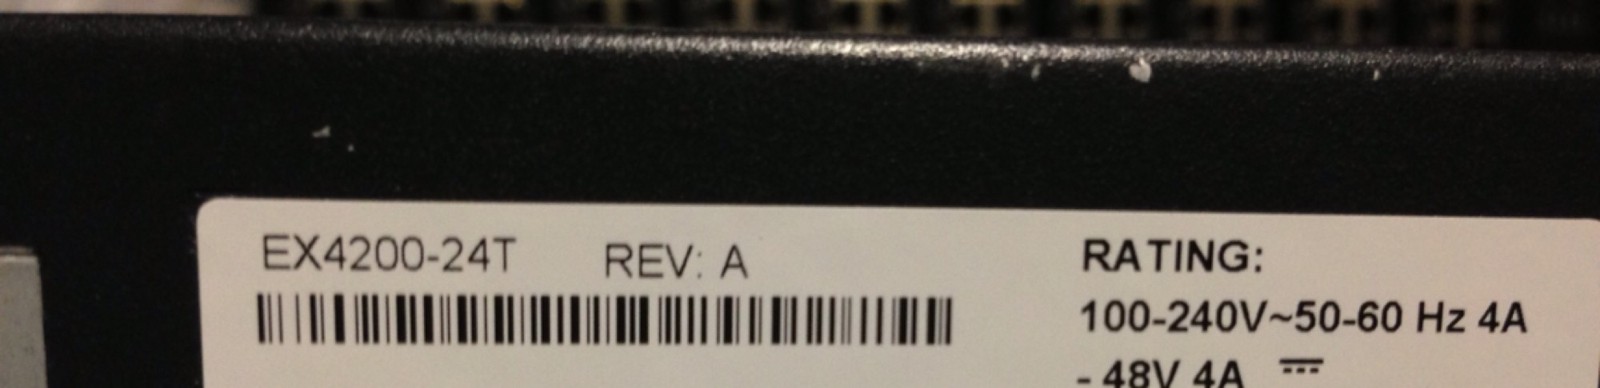 EX4200-24T REV: A
RATING:
100-240V~50-60 Hz 4A
- 48V 4A ⎓